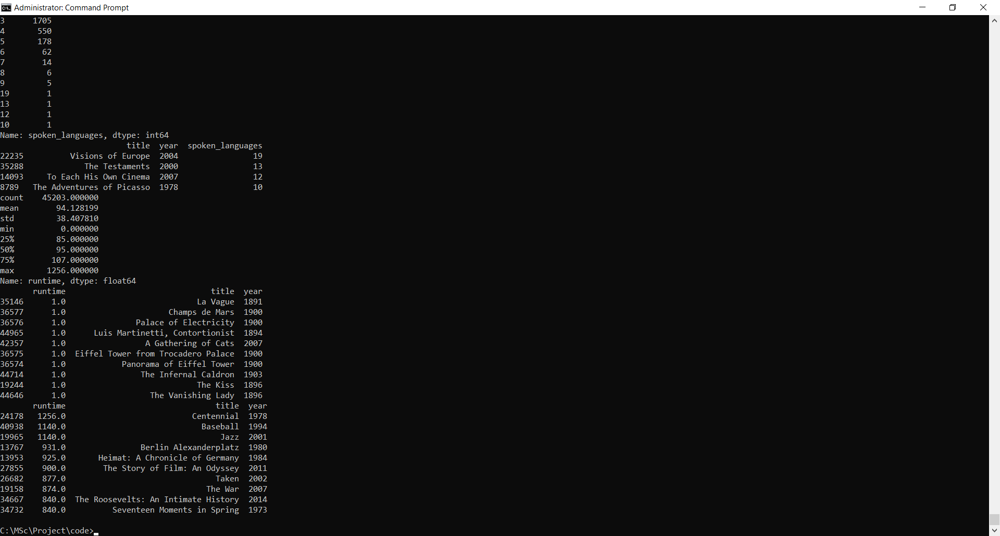 Administrator: Command Prompt
3      1705
4       550
5       178
6        62
7        14
8         6
9         5
19        1
13        1
12        1
10        1
Name: spoken_languages, dtype: int64
                           title  year  spoken_languages
22235          Visions of Europe  2004                19
35288             The Testaments  2000                13
14093     To Each His Own Cinema  2007                12
8789   The Adventures of Picasso  1978                10
count    45203.000000
mean        94.128199
std         38.407810
min          0.000000
25%         85.000000
50%         95.000000
75%        107.000000
max       1256.000000
Name: runtime, dtype: float64
       runtime                               title  year
35146      1.0                            La Vague  1891
36577      1.0                      Champs de Mars  1900
36576      1.0               Palace of Electricity  1900
44965      1.0      Luis Martinetti, Contortionist  1894
42357      1.0                 A Gathering of Cats  2007
36575      1.0  Eiffel Tower from Trocadero Palace  1900
36574      1.0            Panorama of Eiffel Tower  1900
44714      1.0                The Infernal Caldron  1903
19244      1.0                            The Kiss  1896
44646      1.0                  The Vanishing Lady  1896
       runtime                                title  year
24178   1256.0                           Centennial  1978
40938   1140.0                             Baseball  1994
19965   1140.0                                 Jazz  2001
13767    931.0                Berlin Alexanderplatz  1980
13953    925.0       Heimat: A Chronicle of Germany  1984
27855    900.0        The Story of Film: An Odyssey  2011
26682    877.0                                Taken  2002
19158    874.0                              The War  2007
34667    840.0  The Roosevelts: An Intimate History  2014
34732    840.0          Seventeen Moments in Spring  1973
C:\MSc\Project\code>